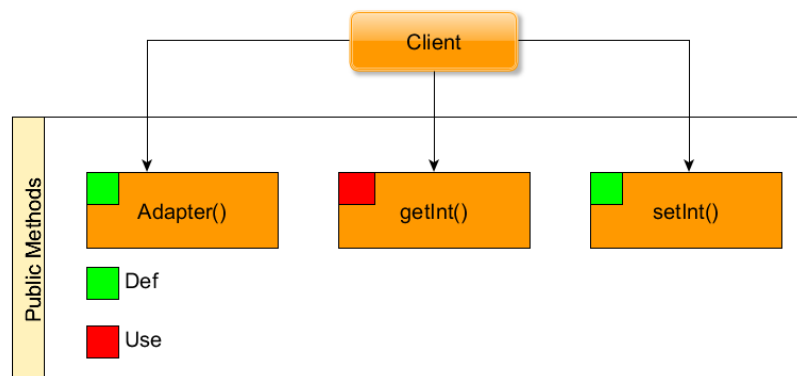 Client
Public Methods
Adapter()
getInt()
setInt()
Def
Use